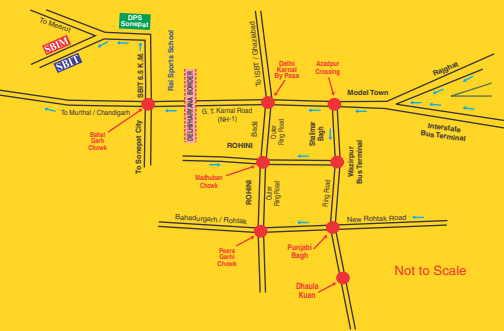 To Meerut
DPS
Sonepat
SBIM
SBIT
SBIT 6.5 K.M.
Rai Sports School
To ISBT / Ghaziabad
Delhi
Karnal
By Pass
Azadpur
Crossing
Rajghat
Model Town
DELHI/HARYANA BORDER
G. T. Karnal Road
(NH-1)
To Murthal / Chandigarh
Bahal
Garh
Chowk
To Sonepat City
Badli
Outer
Ring Road
Shalimar
Bagh
Interstate
Bus Terminal
ROHINI
Wazirpur
Bus Terminal
Madhuban
Chowk
ROHINI
Outer
Ring Road
Ring Road
Bahadurgarh / Rohtak
New Rohtak Road
Peera
Garhi
Chowk
Punjabi
Bagh
Dhaula
Kuan
Not to Scale